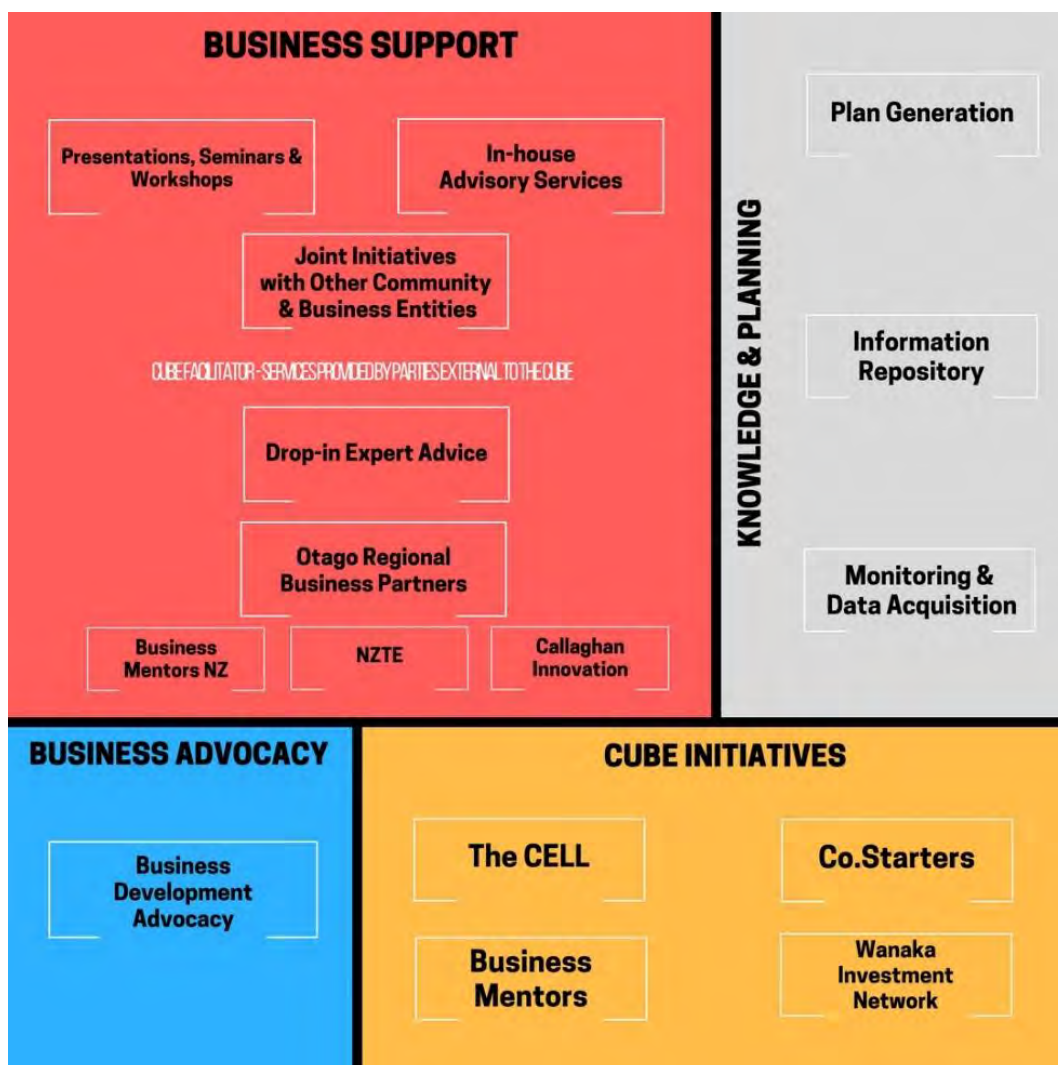 BUSINESS SUPPORT
Presentations, Seminars &
Workshops
In-house
Advisory Services
Joint Initiatives
with Other Community
& Business Entities
CUBE FACILITATOR - SERVICES PROVIDED BY PARTIES EXTERNAL TO THE CUBE
Drop-in Expert Advice
Otago Regional
Business Partners
Business
Mentors NZ
NZTE
Callaghan
Innovation
KNOWLEDGE & PLANNING
Plan Generation
Information
Repository
Monitoring &
Data Acquisition
BUSINESS ADVOCACY
Business
Development
Advocacy
CUBE INITIATIVES
The CELL
Co.Starters
Business
Mentors
Wanaka
Investment
Network